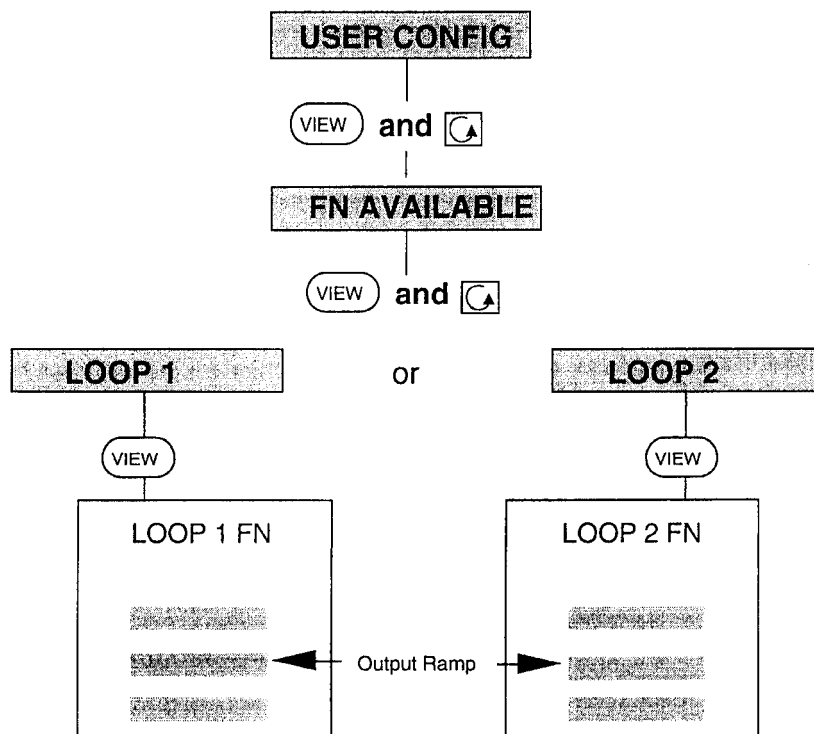 USER CONFIG
VIEW and
FN AVAILABLE
VIEW and
LOOP 1 or LOOP 2
VIEW VIEW
LOOP 1 FN LOOP 2 FN
Output Ramp